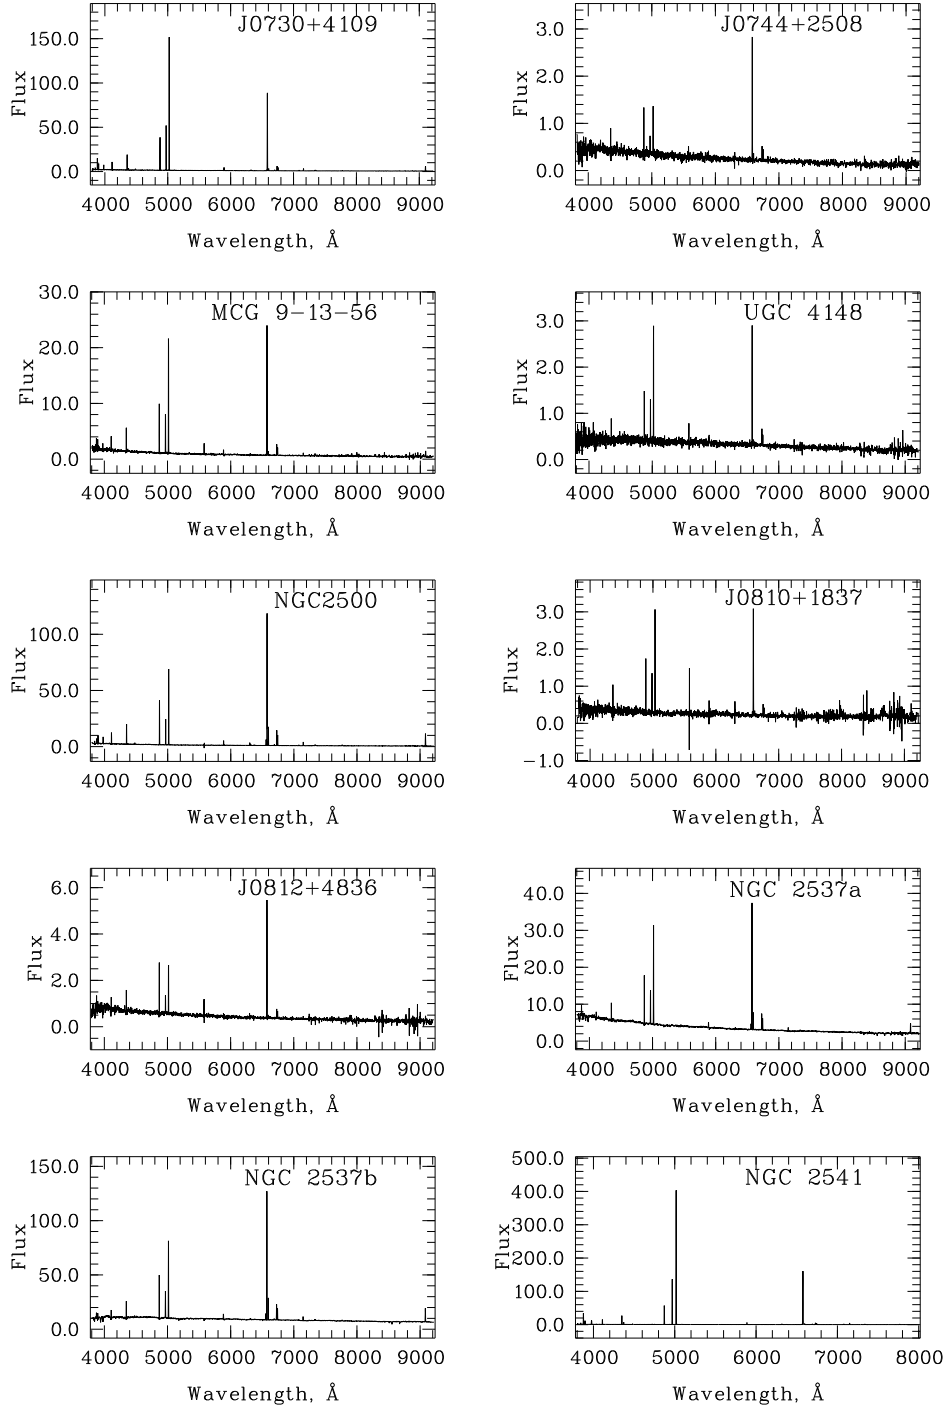 J0730+4109
Flux
150.0
100.0
50.0
0.0
4000 5000 6000 7000 8000 9000
Wavelength, Å
J0744+2508
Flux
3.0
2.0
1.0
0.0
4000 5000 6000 7000 8000 9000
Wavelength, Å
MCG 9-13-56
Flux
30.0
20.0
10.0
0.0
4000 5000 6000 7000 8000 9000
Wavelength, Å
UGC 4148
Flux
3.0
2.0
1.0
0.0
4000 5000 6000 7000 8000 9000
Wavelength, Å
NGC2500
Flux
100.0
50.0
0.0
4000 5000 6000 7000 8000 9000
Wavelength, Å
J0810+1837
Flux
3.0
2.0
1.0
0.0
-1.0
4000 5000 6000 7000 8000 9000
Wavelength, Å
J0812+4836
Flux
6.0
4.0
2.0
0.0
4000 5000 6000 7000 8000 9000
Wavelength, Å
NGC 2537a
Flux
40.0
30.0
20.0
10.0
0.0
4000 5000 6000 7000 8000 9000
Wavelength, Å
NGC 2537b
Flux
150.0
100.0
50.0
0.0
4000 5000 6000 7000 8000 9000
Wavelength, Å
NGC 2541
Flux
500.0
400.0
300.0
200.0
100.0
0.0
4000 5000 6000 7000 8000
Wavelength, Å